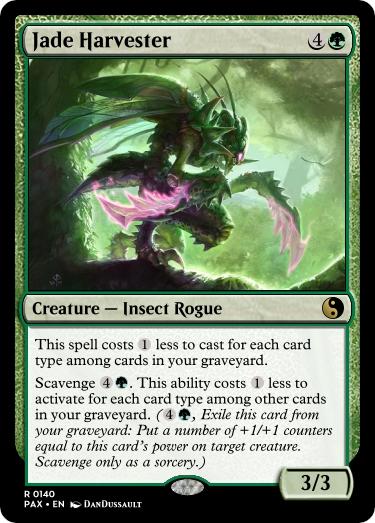 Jade Harvester 4
Creature — Insect Rogue
This spell costs 1 less to cast for each card
type among cards in your graveyard.
Scavenge 4. This ability costs 1 less to
activate for each card type among other cards
in your graveyard. (4, Exile this card from
your graveyard: Put a number of +1/+1 counters
equal to this card's power on target creature.
Scavenge only as a sorcery.)
3/3
R 0140
PAX • EN DanDussault